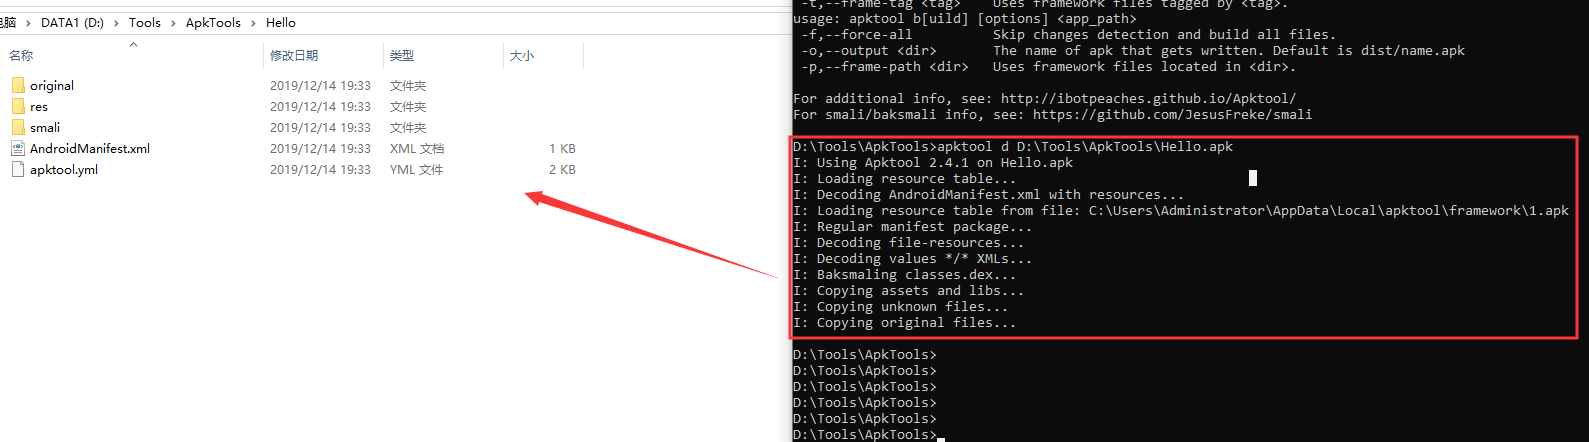 电脑 > DATA1 (D:) > Tools > ApkTools > Hello
名称 修改日期 类型 大小
original 2019/12/14 19:33 文件夹
res 2019/12/14 19:33 文件夹
smali 2019/12/14 19:33 文件夹
AndroidManifest.xml 2019/12/14 19:33 XML 文档 1 KB
apktool.yml 2019/12/14 19:33 YML 文件 2 KB
-t,--frame-tag <tag> Uses framework files tagged by <tag>.
usage: apktool b[uild] [options] <app_path>
-f,--force-all Skip changes detection and build all files.
-o,--output <dir> The name of apk that gets written. Default is dist/name.apk
-p,--frame-path <dir> Uses framework files located in <dir>.
For additional info, see: http://ibotpeaches.github.io/Apktool/
For smali/baksmali info, see: https://github.com/JesusFreke/smali
D:\Tools\ApkTools>apktool d D:\Tools\ApkTools\Hello.apk
I: Using Apktool 2.4.1 on Hello.apk
I: Loading resource table...
I: Decoding AndroidManifest.xml with resources...
I: Loading resource table from file: C:\Users\Administrator\AppData\Local\apktool\framework\1.apk
I: Regular manifest package...
I: Decoding file-resources...
I: Decoding values */* XMLs...
I: Baksmaling classes.dex...
I: Copying assets and libs...
I: Copying unknown files...
I: Copying original files...
D:\Tools\ApkTools>
D:\Tools\ApkTools>
D:\Tools\ApkTools>
D:\Tools\ApkTools>
D:\Tools\ApkTools>
D:\Tools\ApkTools>